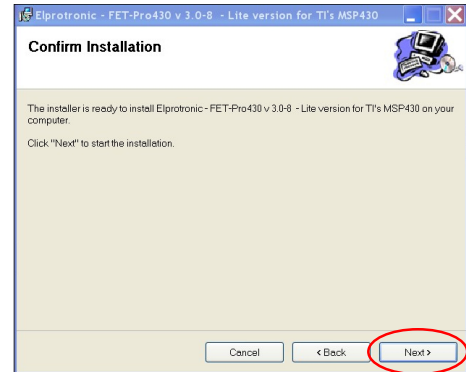 Elprotronic - FET-Pro430 v 3.0-8 - Lite version for TI's MSP430
Confirm Installation
The installer is ready to install Elprotronic - FET-Pro430 v 3.0-8 - Lite version for TI's MSP430 on your
computer.
Click "Next" to start the installation.
Cancel
< Back
Next >